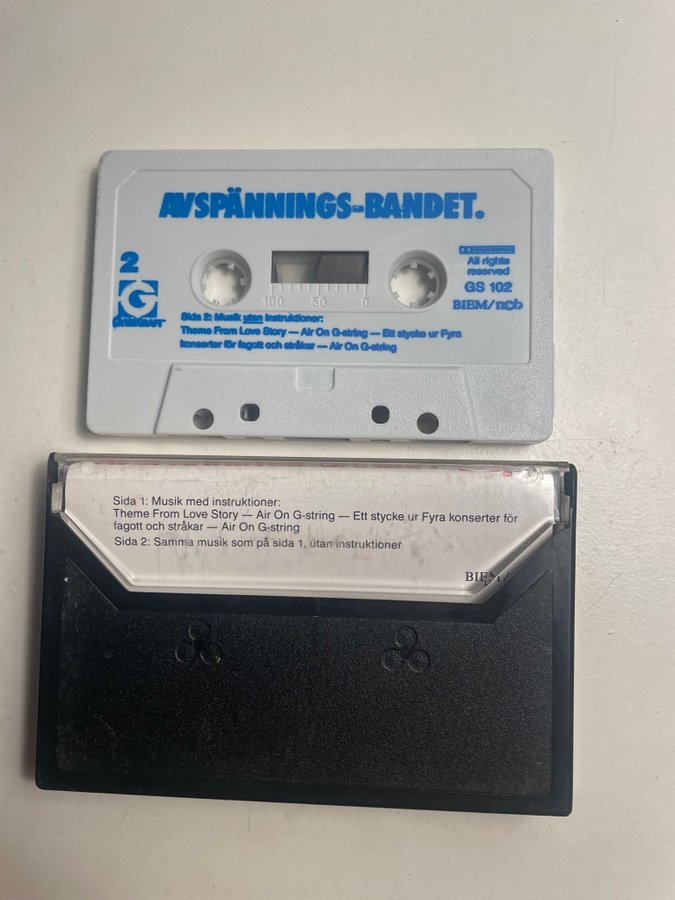 AVSPÄNNINGS-BANDET.
2
G
All rights
reserved
GS 102
BIEM/ncb
100 50 0
Sida 2: Musik utan instruktioner:
Theme From Love Story — Air On G-string — Ett stycke ur Fyra
konserter för fagott och stråkar — Air On G-string
Sida 1: Musik med instruktioner:
Theme From Love Story — Air On G-string — Ett stycke ur Fyra konserter för
fagott och stråkar — Air On G-string
Sida 2: Samma musik som på sida 1, utan instruktioner
BIEM/